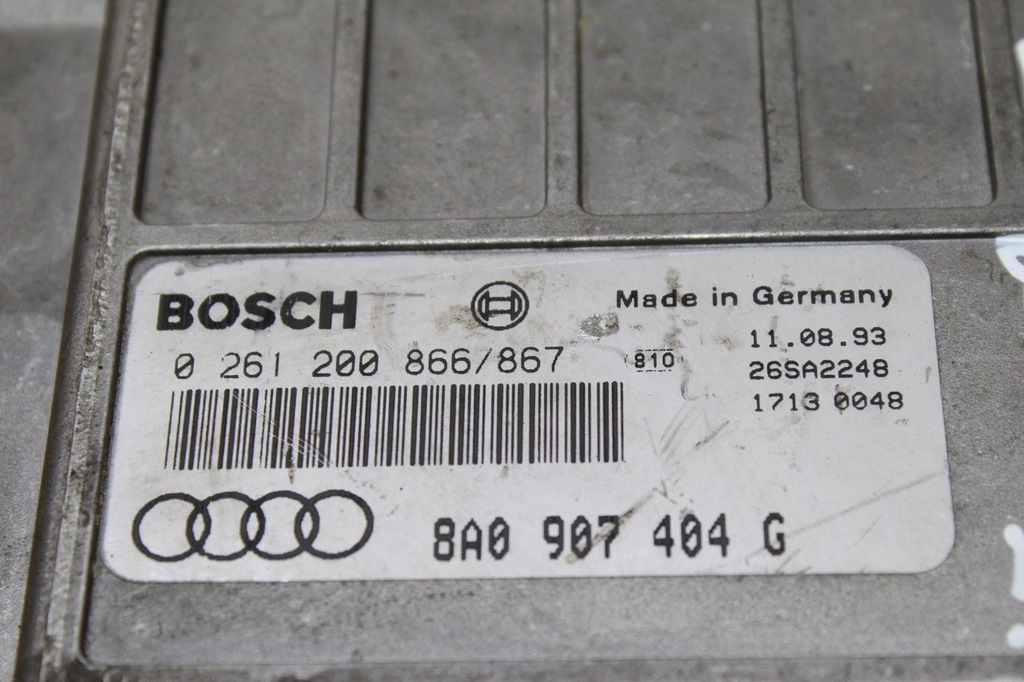 BOSCH
Made in Germany
0 261 200 866/867
810
11.08.93
26SA2248
1713 0048
8A0 907 404 G